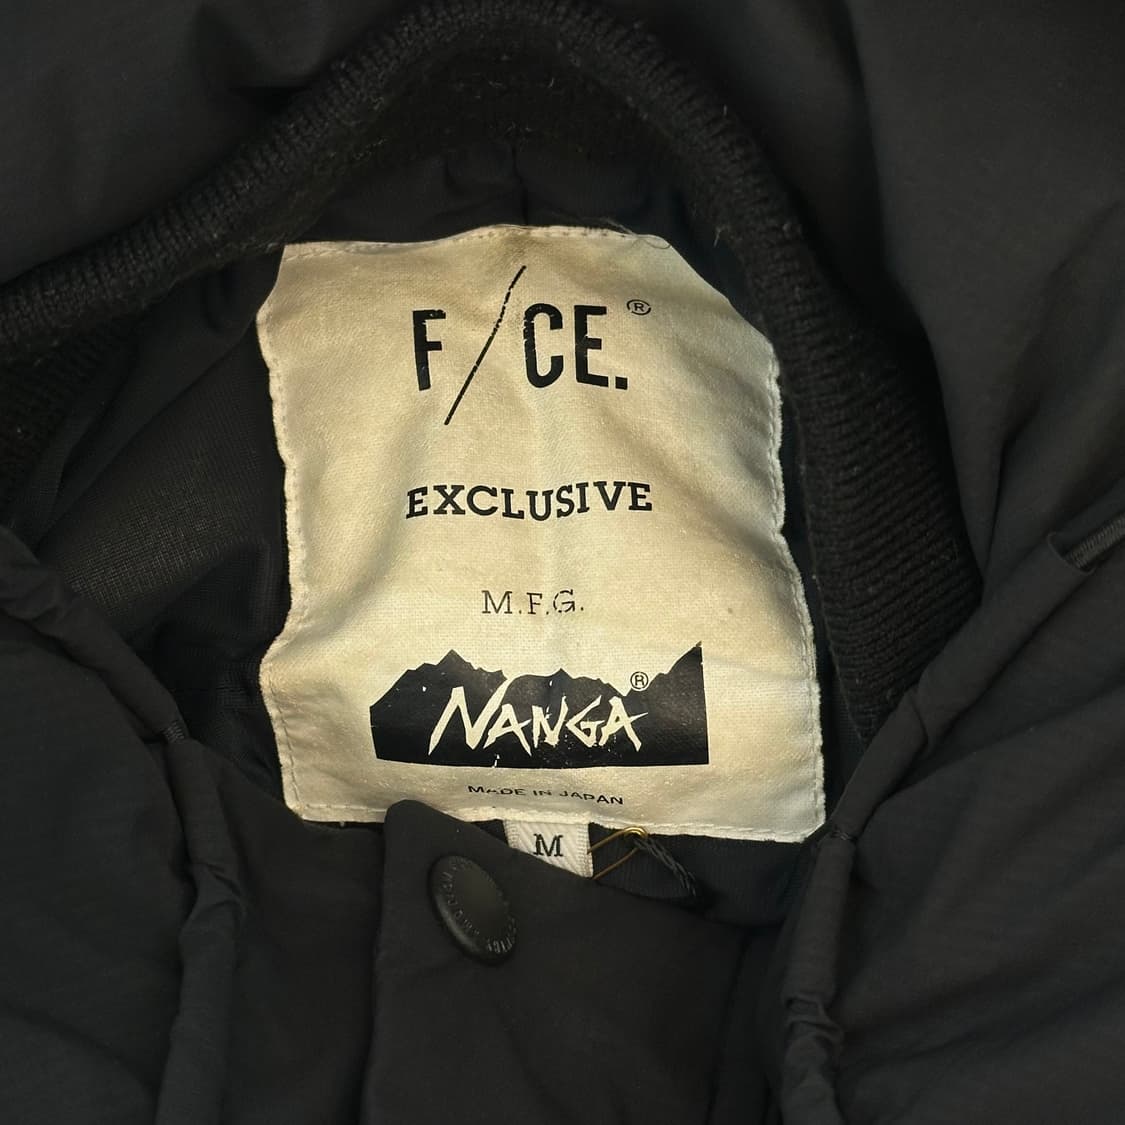 F/CE.®
EXCLUSIVE
M.F.G.
NANGA®
MADE IN JAPAN
M